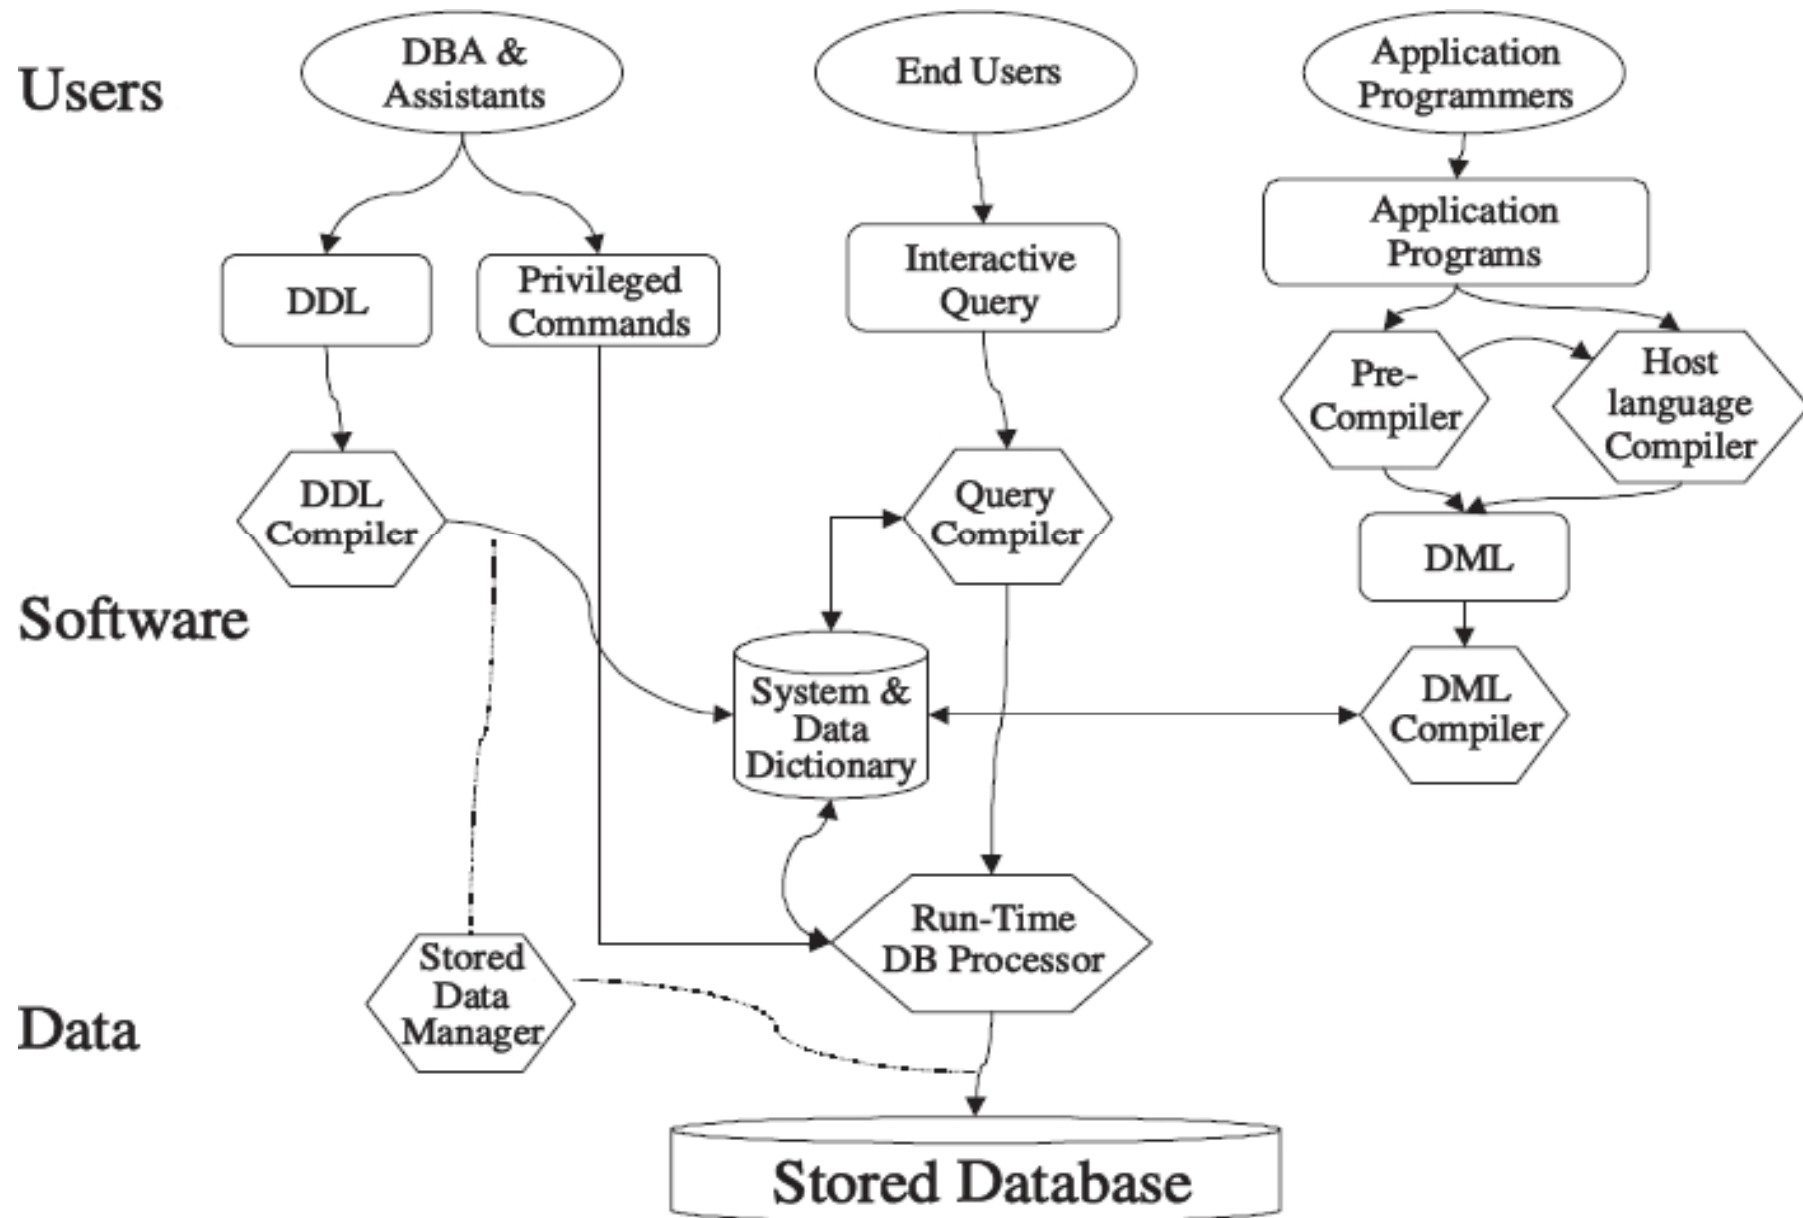 Users
DBA &
Assistants
End Users
Application
Programmers
DDL
Privileged
Commands
Interactive
Query
Application
Programs
Pre-
Compiler
Host
language
Compiler
DDL
Compiler
Query
Compiler
DML
Software
System &
Data
Dictionary
DML
Compiler
Run-Time
DB Processor
Stored
Data
Manager
Data
Stored Database